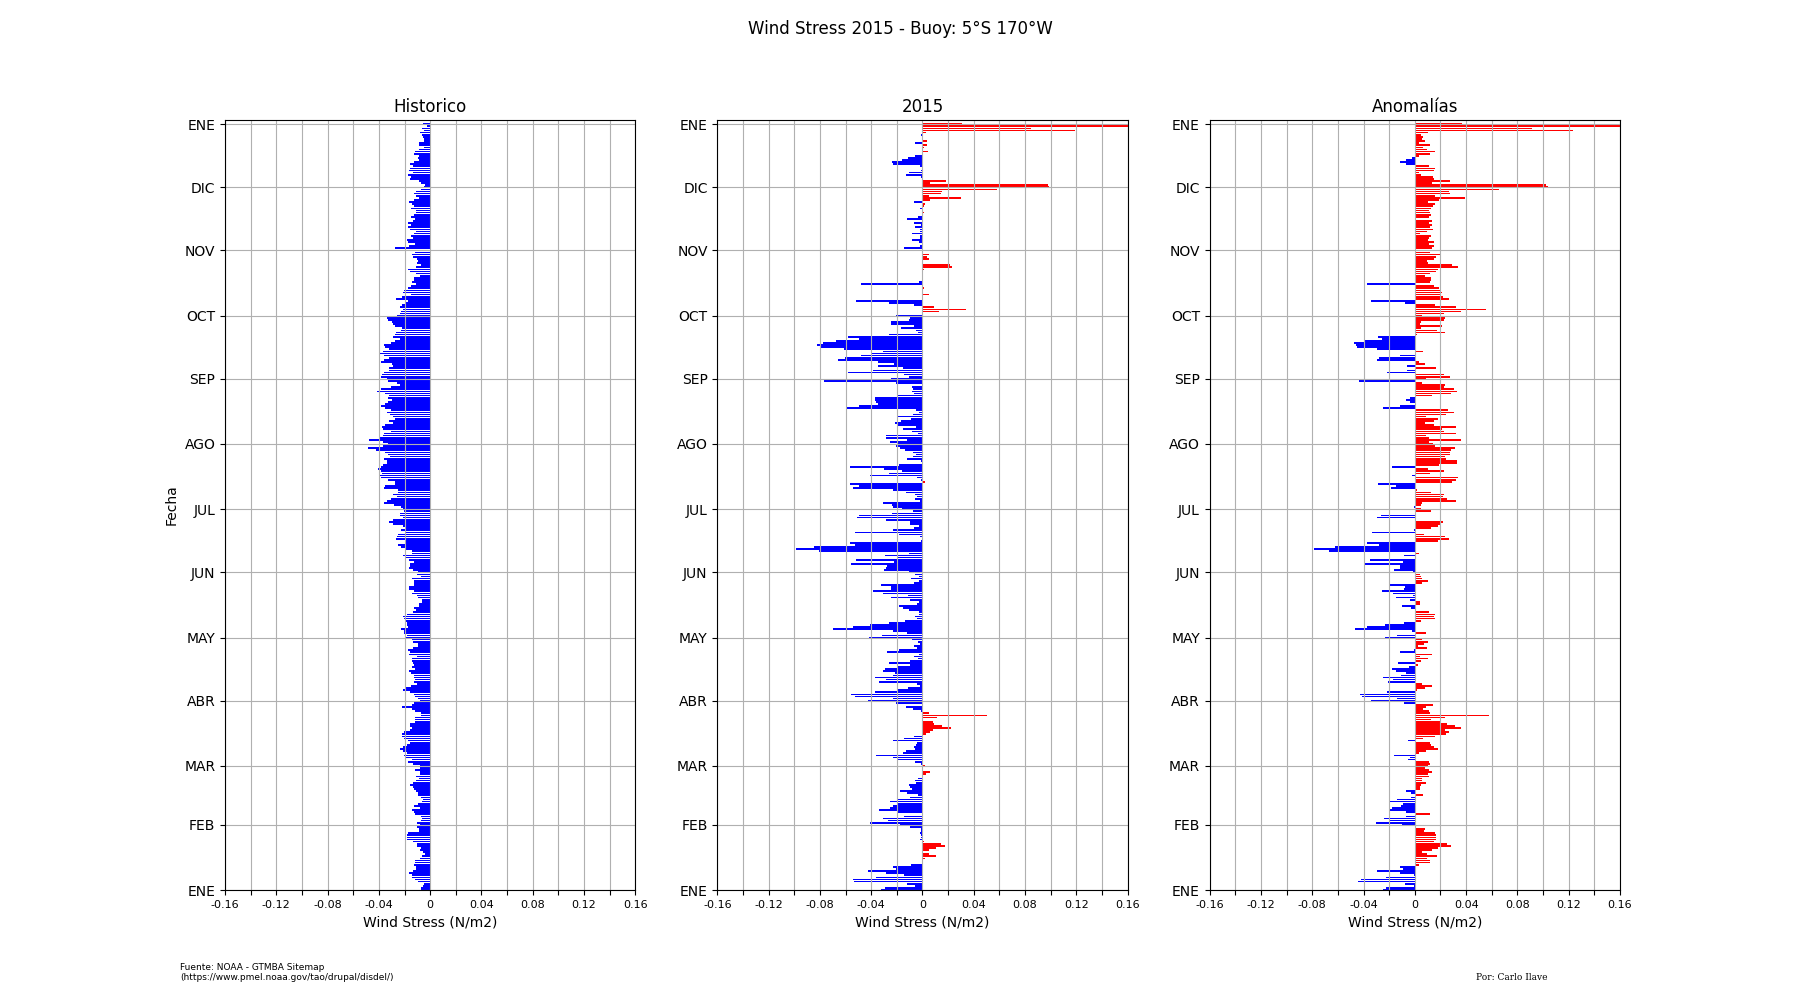 Wind Stress 2015 - Buoy: 5°S 170°W
Historico
ENE
DIC
NOV
OCT
SEP
AGO
JUL
JUN
MAY
ABR
MAR
FEB
ENE
Fecha
-0.16 -0.12 -0.08 -0.04 0 0.04 0.08 0.12 0.16
Wind Stress (N/m2)
2015
ENE
DIC
NOV
OCT
SEP
AGO
JUL
JUN
MAY
ABR
MAR
FEB
ENE
-0.16 -0.12 -0.08 -0.04 0 0.04 0.08 0.12 0.16
Wind Stress (N/m2)
Anomalías
ENE
DIC
NOV
OCT
SEP
AGO
JUL
JUN
MAY
ABR
MAR
FEB
ENE
-0.16 -0.12 -0.08 -0.04 0 0.04 0.08 0.12 0.16
Wind Stress (N/m2)
Fuente: NOAA - GTMBA Sitemap
(https://www.pmel.noaa.gov/tao/drupal/disdel/)
Por: Carlo Ilave